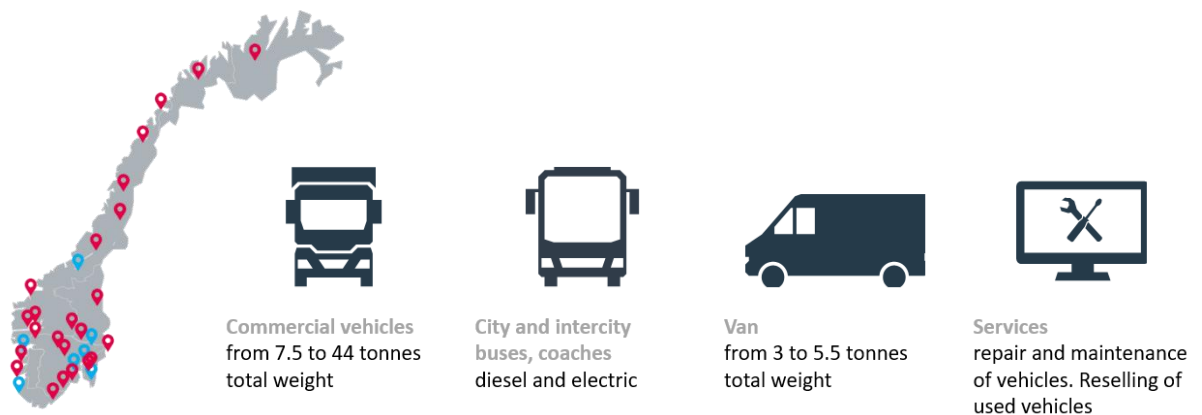 Commercial vehicles
from 7.5 to 44 tonnes
total weight
City and intercity
buses, coaches
diesel and electric
Van
from 3 to 5.5 tonnes
total weight
Services
repair and maintenance
of vehicles. Reselling of
used vehicles